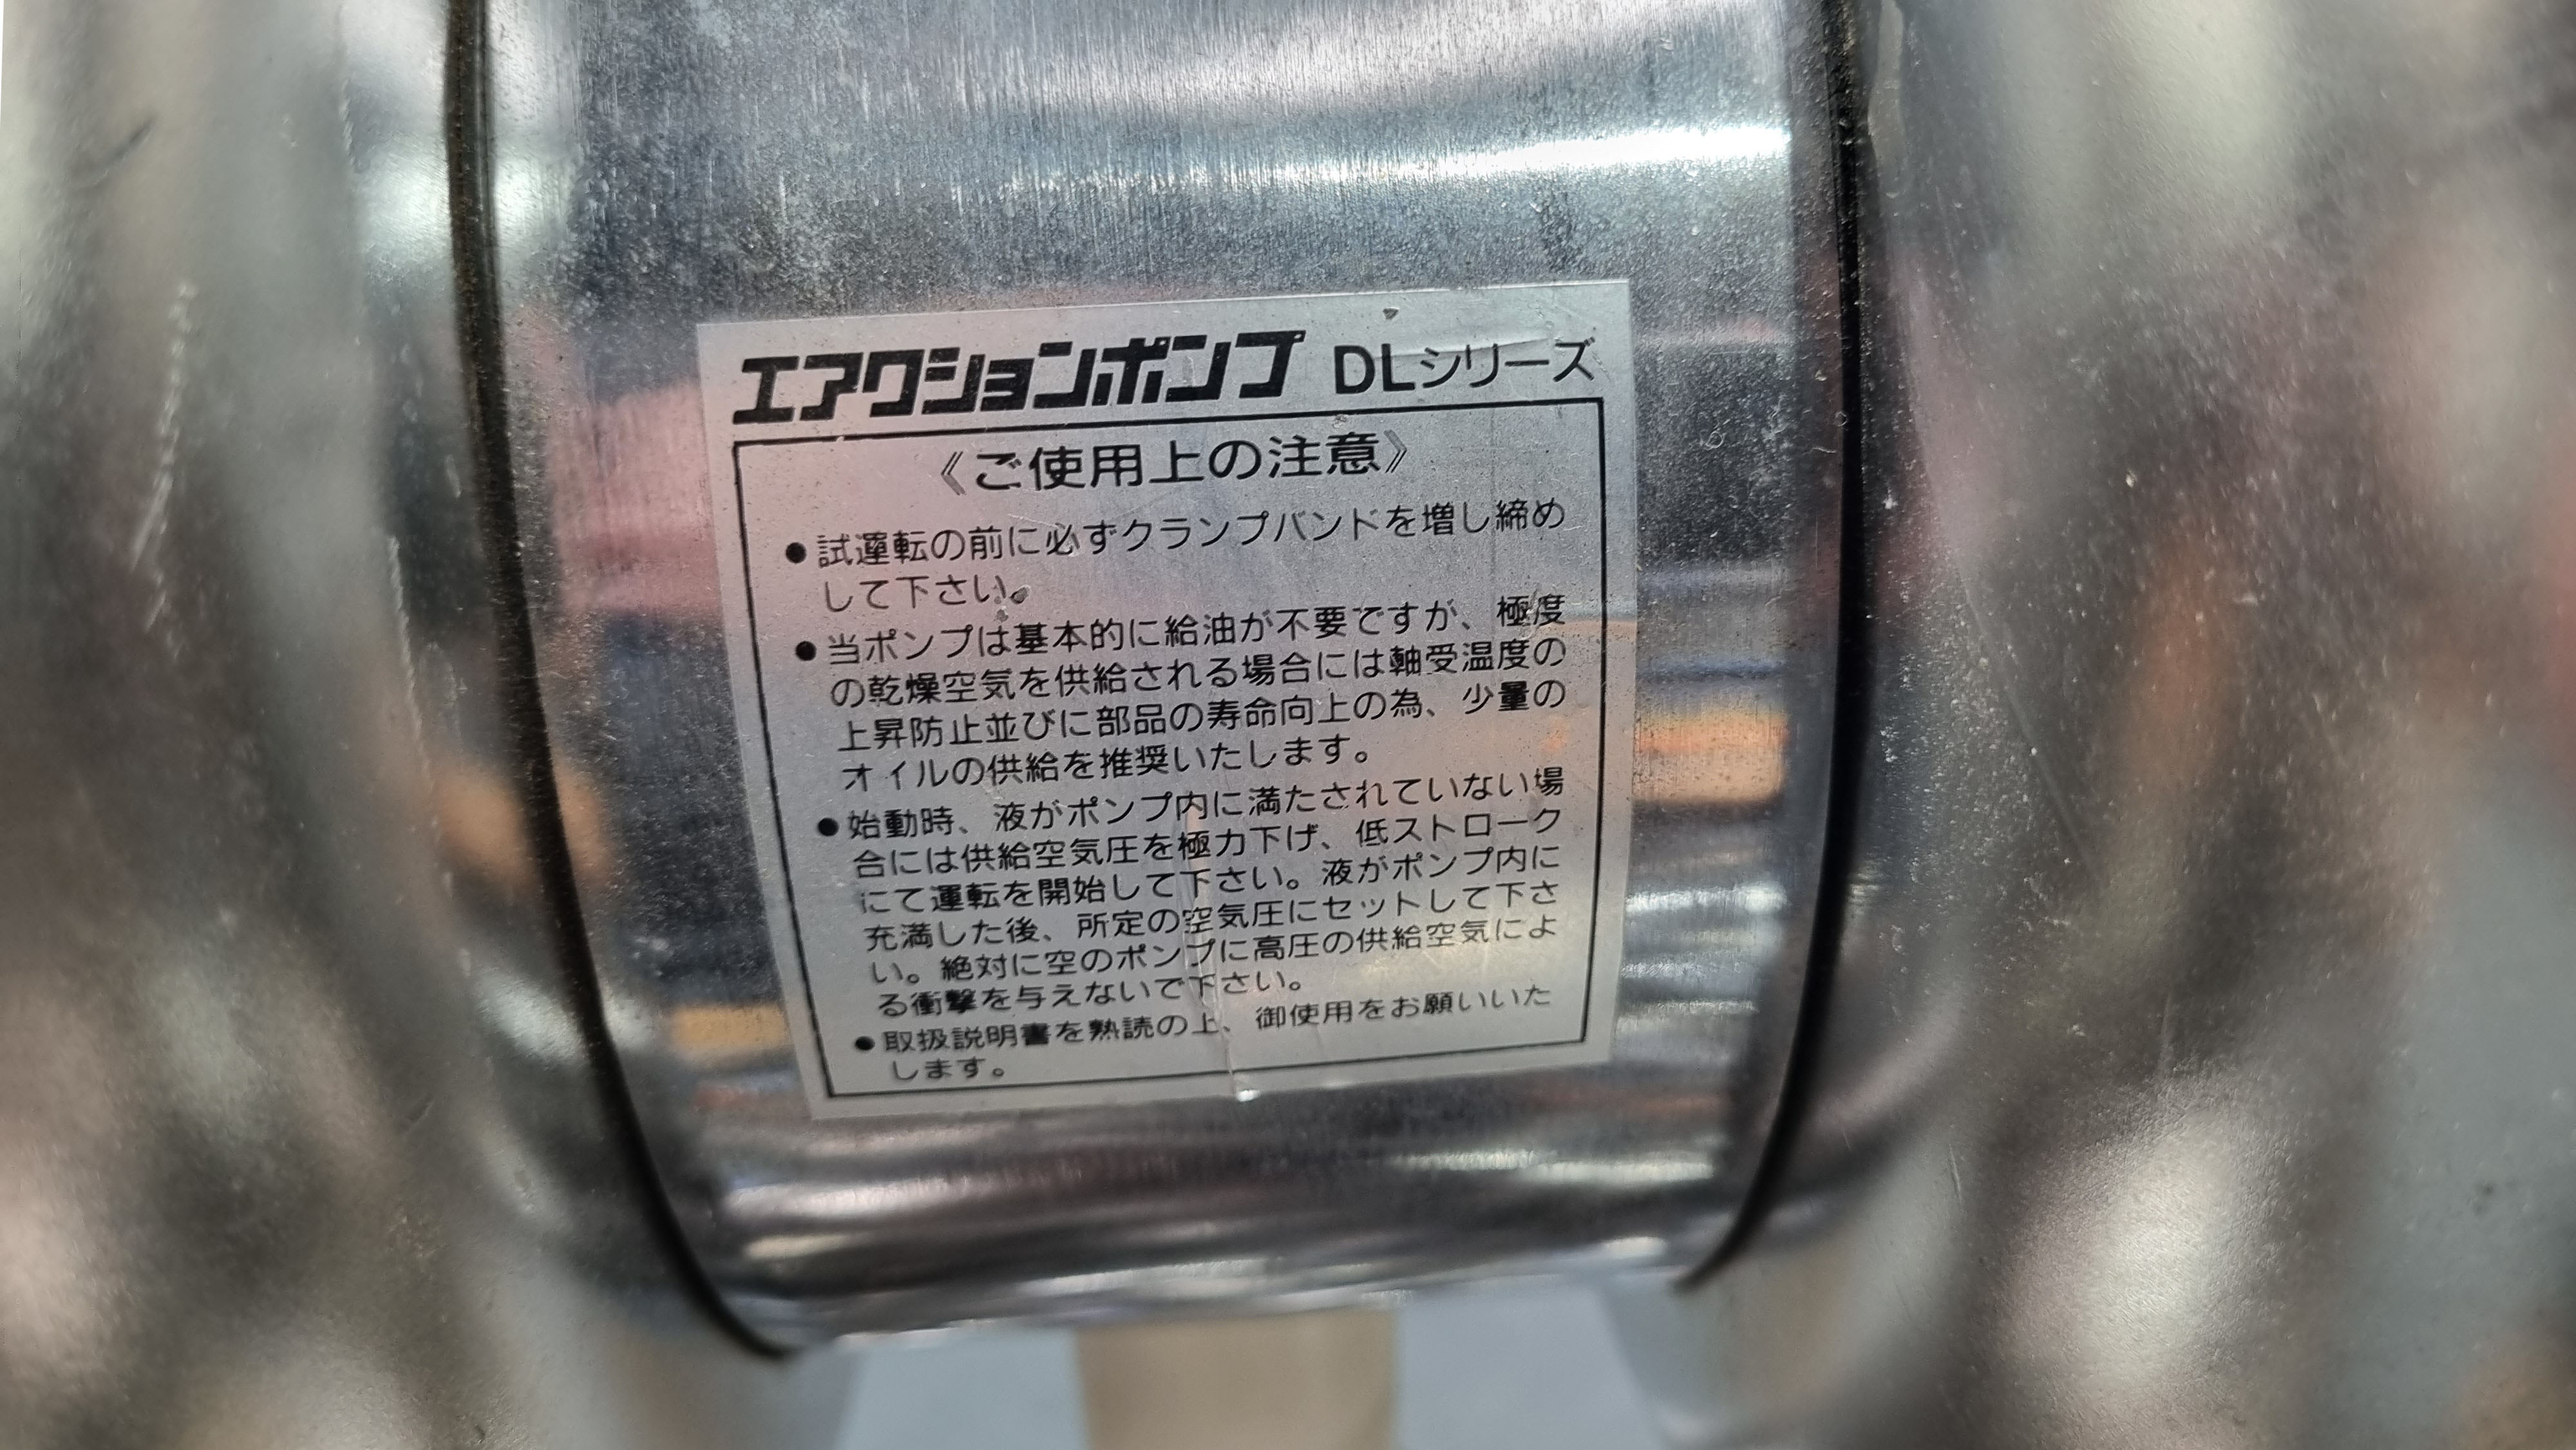 エアクションポンプ DLシリーズ
《ご使用上の注意》
●試運転の前に必ずクランプバンドを増し締め
して下さい。
●当ポンプは基本的に給油が不要ですが、極度
の乾燥空気を供給される場合には軸受温度の
上昇防止並びに部品の寿命向上の為、少量の
オイルの供給を推奨いたします。
●始動時、液がポンプ内に満たされていない場
合には供給空気圧を極力下げ、低ストローク
にて運転を開始して下さい。液がポンプ内に
充満した後、所定の空気圧にセットして下さ
い。絶対に空のポンプに高圧の供給空気によ
る衝撃を与えないで下さい。
●取扱説明書を熟読の上、御使用をお願いいた
します。